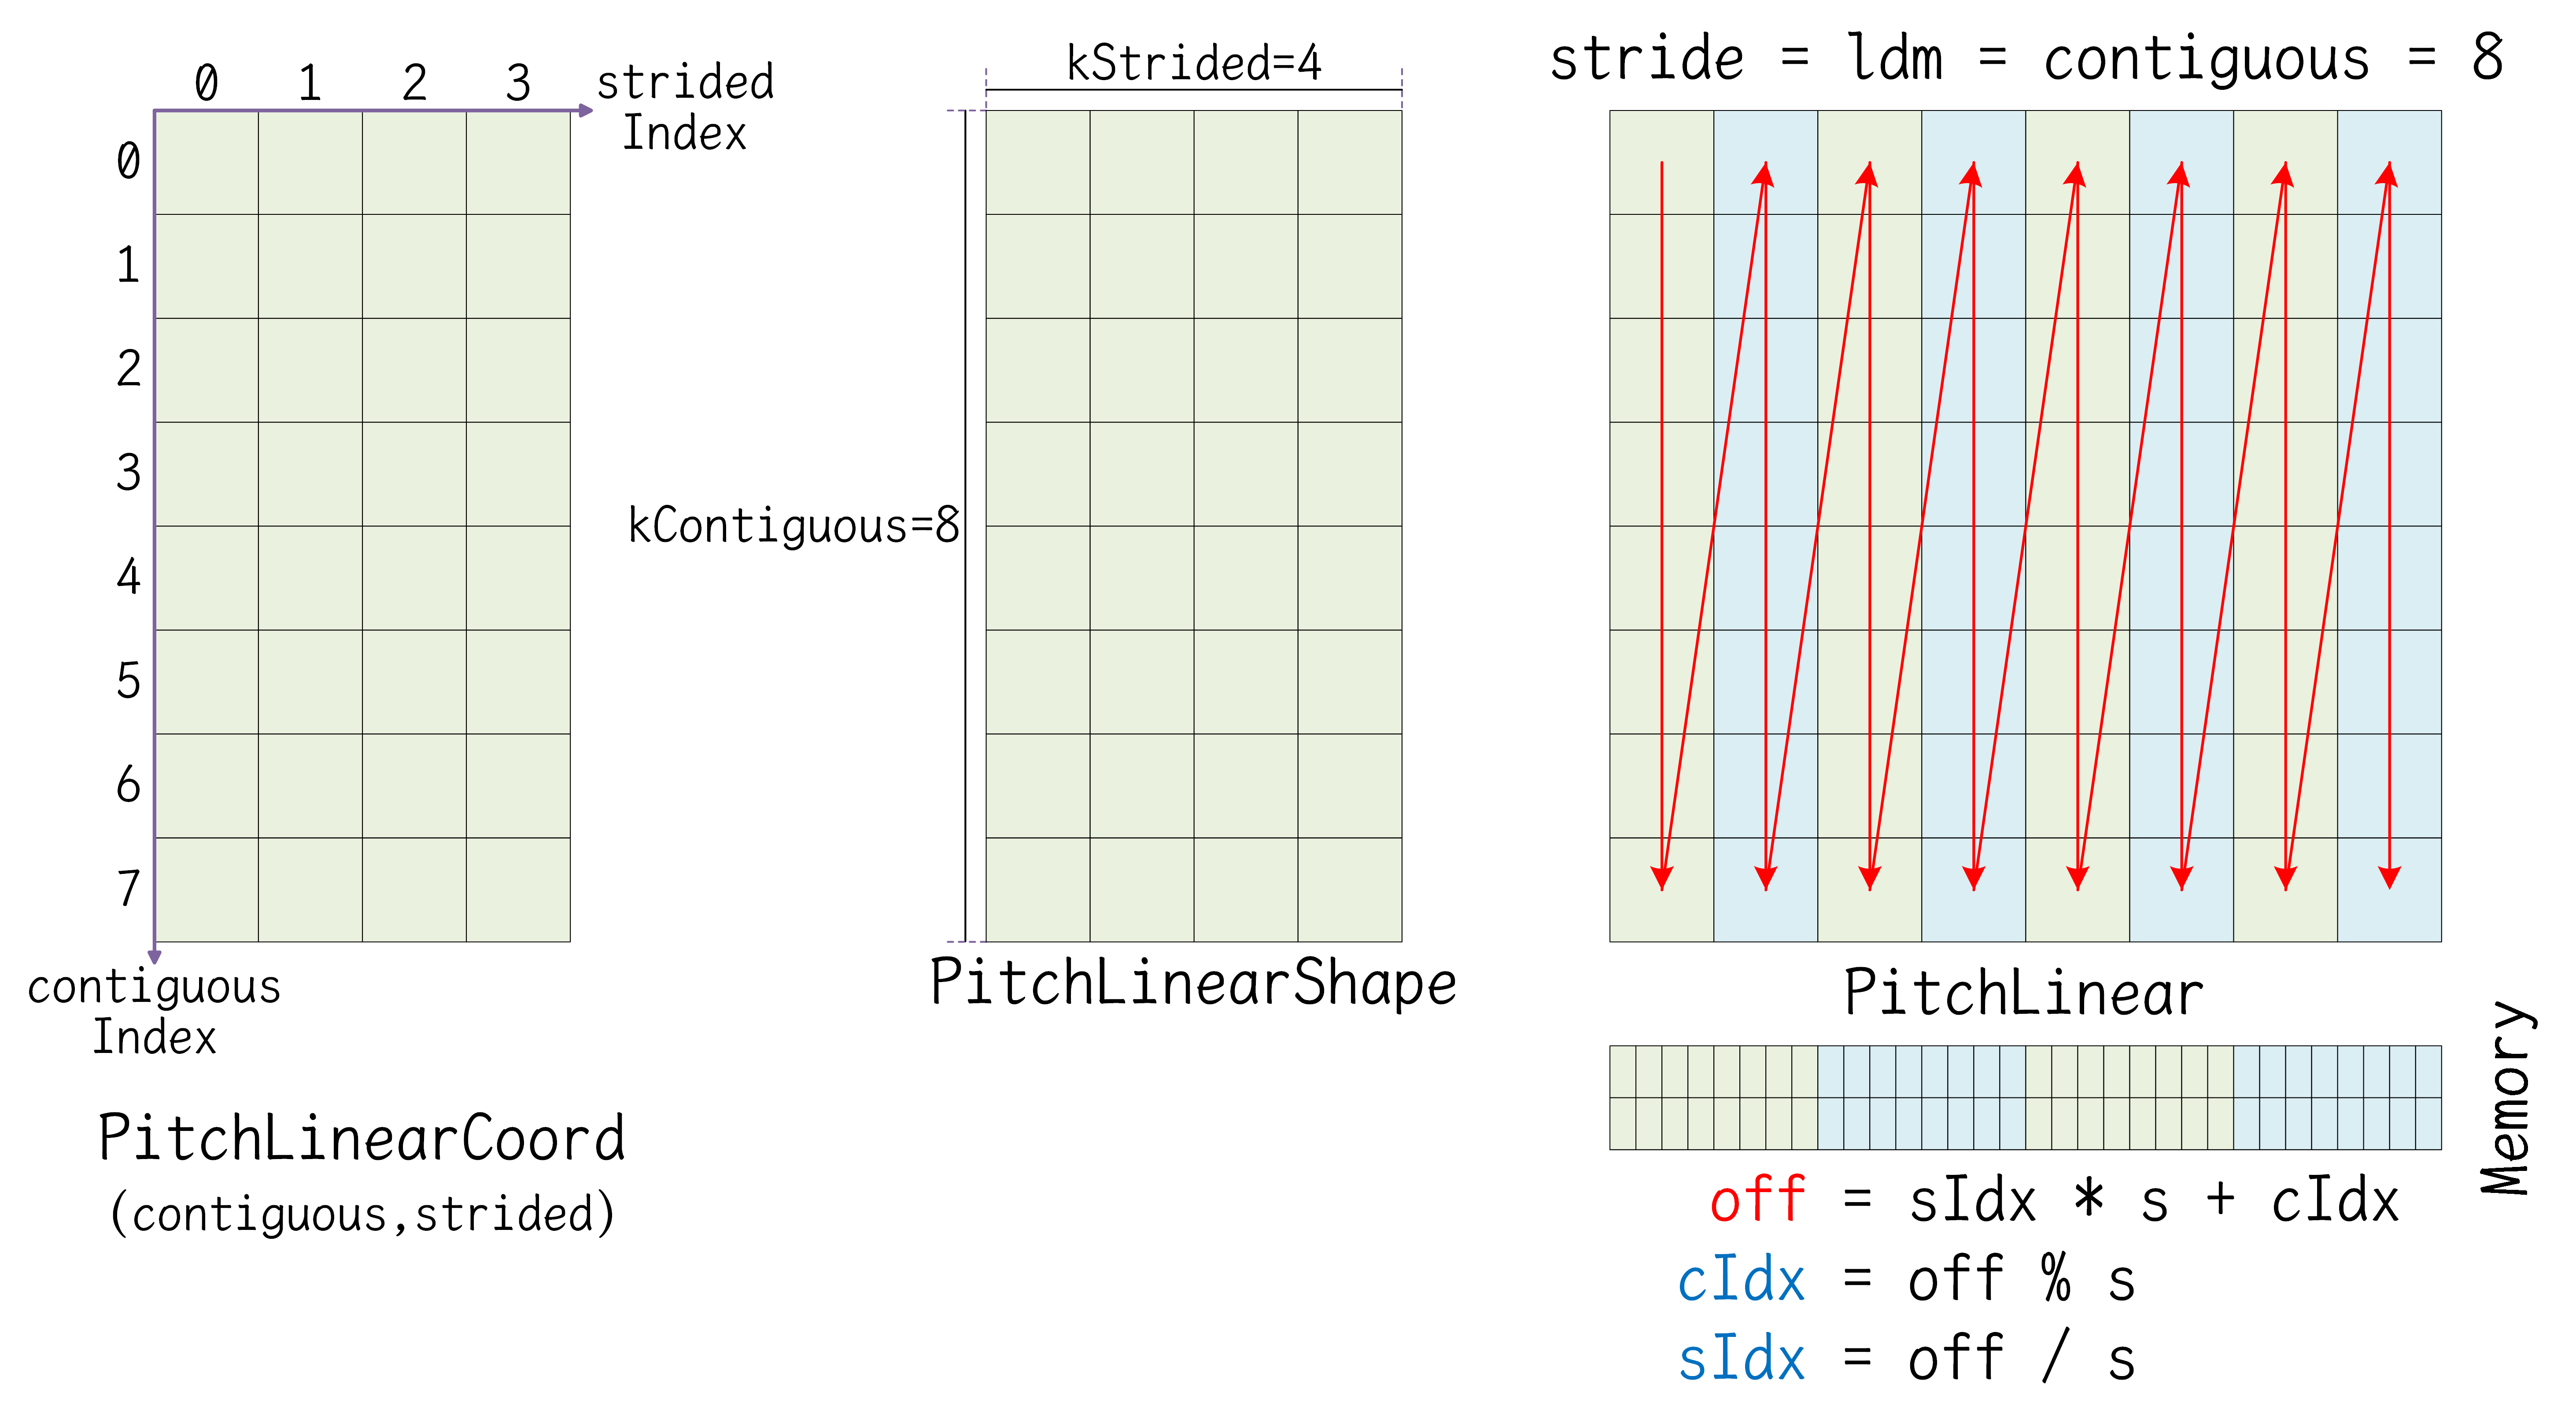 0 1 2 3
strided
Index
0
1
2
3
4
5
6
7
contiguous
Index
PitchLinearCoord
(contiguous,strided)
kStrided=4
kContiguous=8
PitchLinearShape
stride = ldm = contiguous = 8
PitchLinear
Memory
off = sIdx * s + cIdx
cIdx = off % s
sIdx = off / s